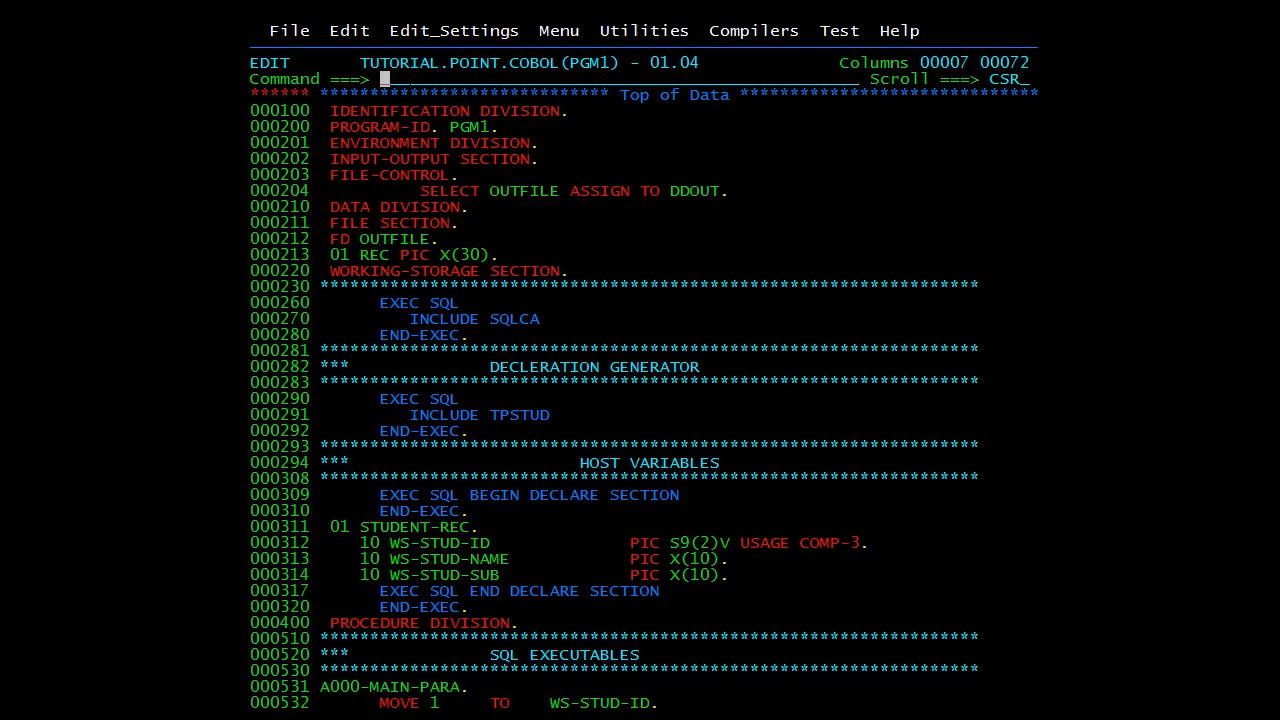 File  Edit  Edit_Settings  Menu  Utilities  Compilers  Test  Help
EDIT       TUTORIAL.POINT.COBOL(PGM1) - 01.04              Columns 00007 00072
Command ===>                                                  Scroll ===> CSR_
****** ***************************** Top of Data ******************************
000100  IDENTIFICATION DIVISION.
000200  PROGRAM-ID. PGM1.
000201  ENVIRONMENT DIVISION.
000202  INPUT-OUTPUT SECTION.
000203  FILE-CONTROL.
000204           SELECT OUTFILE ASSIGN TO DDOUT.
000210  DATA DIVISION.
000211  FILE SECTION.
000212  FD OUTFILE.
000213  01 REC PIC X(30).
000220  WORKING-STORAGE SECTION.
000230 ******************************************************************
000260       EXEC SQL
000270          INCLUDE SQLCA
000280       END-EXEC.
000281 ******************************************************************
000282 ***              DECLERATION GENERATOR
000283 ******************************************************************
000290       EXEC SQL
000291          INCLUDE TPSTUD
000292       END-EXEC.
000293 ******************************************************************
000294 ***                       HOST VARIABLES
000308 ******************************************************************
000309       EXEC SQL BEGIN DECLARE SECTION
000310       END-EXEC.
000311  01 STUDENT-REC.
000312     10 WS-STUD-ID              PIC S9(2)V USAGE COMP-3.
000313     10 WS-STUD-NAME            PIC X(10).
000314     10 WS-STUD-SUB             PIC X(10).
000317       EXEC SQL END DECLARE SECTION
000320       END-EXEC.
000400  PROCEDURE DIVISION.
000510 ******************************************************************
000520 ***              SQL EXECUTABLES
000530 ******************************************************************
000531 A000-MAIN-PARA.
000532       MOVE 1     TO    WS-STUD-ID.